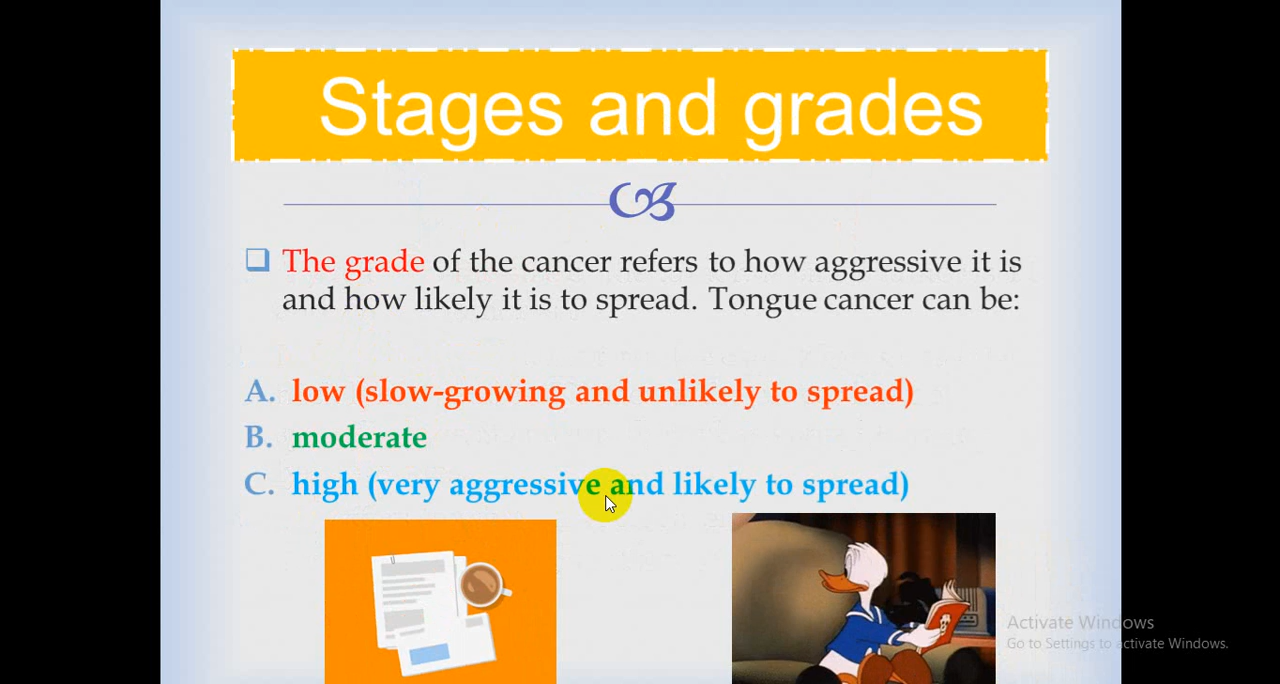 Stages and grades
The grade of the cancer refers to how aggressive it is
and how likely it is to spread. Tongue cancer can be:
A. low (slow-growing and unlikely to spread)
B. moderate
C. high (very aggressive and likely to spread)
Activate Windows
Go to Settings to activate Windows.